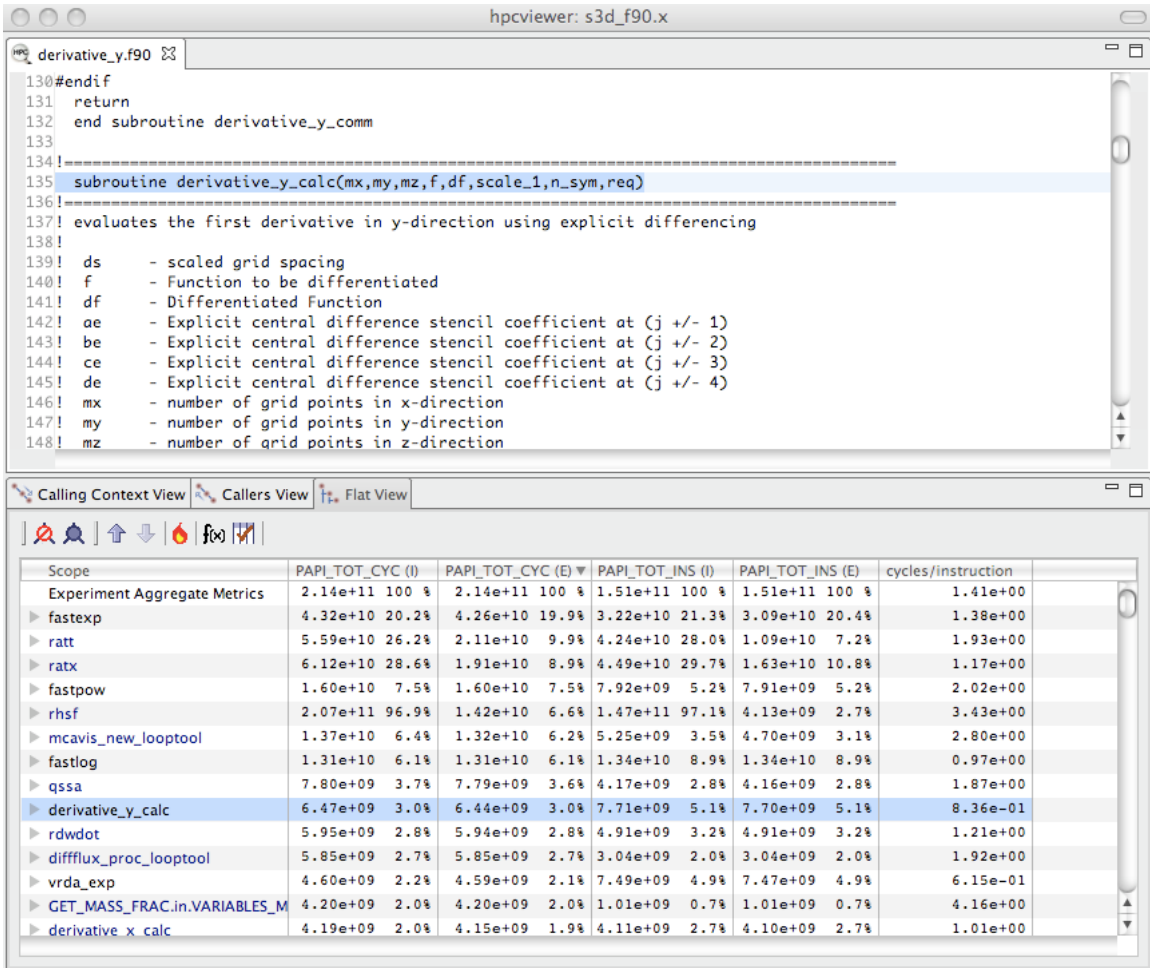 hpcviewer: s3d_f90.x
derivative_y.f90
130#endif
131 return
132 end subroutine derivative_y_comm
133
134!=========================================================================================
135 subroutine derivative_y_calc(mx,my,mz,f,df,scale_1,n_sym,req)
136!=========================================================================================
137! evaluates the first derivative in y-direction using explicit differencing
138!
139! ds - scaled grid spacing
140! f - Function to be differentiated
141! df - Differentiated Function
142! ae - Explicit central difference stencil coefficient at (j +/- 1)
143! be - Explicit central difference stencil coefficient at (j +/- 2)
144! ce - Explicit central difference stencil coefficient at (j +/- 3)
145! de - Explicit central difference stencil coefficient at (j +/- 4)
146! mx - number of grid points in x-direction
147! my - number of grid points in y-direction
148! mz - number of grid points in z-direction
Calling Context View Callers View Flat View
f(x)
Scope PAPI_TOT_CYC (I) PAPI_TOT_CYC (E) PAPI_TOT_INS (I) PAPI_TOT_INS (E) cycles/instruction
Experiment Aggregate Metrics 2.14e+11 100 % 2.14e+11 100 % 1.51e+11 100 % 1.51e+11 100 % 1.41e+00
fastexp 4.32e+10 20.2% 4.26e+10 19.9% 3.22e+10 21.3% 3.09e+10 20.4% 1.38e+00
ratt 5.59e+10 26.2% 2.11e+10 9.9% 4.24e+10 28.0% 1.09e+10 7.2% 1.93e+00
ratx 6.12e+10 28.6% 1.91e+10 8.9% 4.49e+10 29.7% 1.63e+10 10.8% 1.17e+00
fastpow 1.60e+10 7.5% 1.60e+10 7.5% 7.92e+09 5.2% 7.91e+09 5.2% 2.02e+00
rhsf 2.07e+11 96.9% 1.42e+10 6.6% 1.47e+11 97.1% 4.13e+09 2.7% 3.43e+00
mcavis_new_looptool 1.37e+10 6.4% 1.32e+10 6.2% 5.25e+09 3.5% 4.70e+09 3.1% 2.80e+00
fastlog 1.31e+10 6.1% 1.31e+10 6.1% 1.34e+10 8.9% 1.34e+10 8.9% 0.97e+00
qssa 7.80e+09 3.7% 7.79e+09 3.6% 4.17e+09 2.8% 4.16e+09 2.8% 1.87e+00
derivative_y_calc 6.47e+09 3.0% 6.44e+09 3.0% 7.71e+09 5.1% 7.70e+09 5.1% 8.36e-01
rdwdot 5.95e+09 2.8% 5.94e+09 2.8% 4.91e+09 3.2% 4.91e+09 3.2% 1.21e+00
diffflux_proc_looptool 5.85e+09 2.7% 5.85e+09 2.7% 3.04e+09 2.0% 3.04e+09 2.0% 1.92e+00
vrda_exp 4.60e+09 2.2% 4.59e+09 2.1% 7.49e+09 4.9% 7.47e+09 4.9% 6.15e-01
GET_MASS_FRAC.in.VARIABLES_M 4.20e+09 2.0% 4.20e+09 2.0% 1.01e+09 0.7% 1.01e+09 0.7% 4.16e+00
derivative_x_calc 4.19e+09 2.0% 4.15e+09 1.9% 4.11e+09 2.7% 4.10e+09 2.7% 1.01e+00